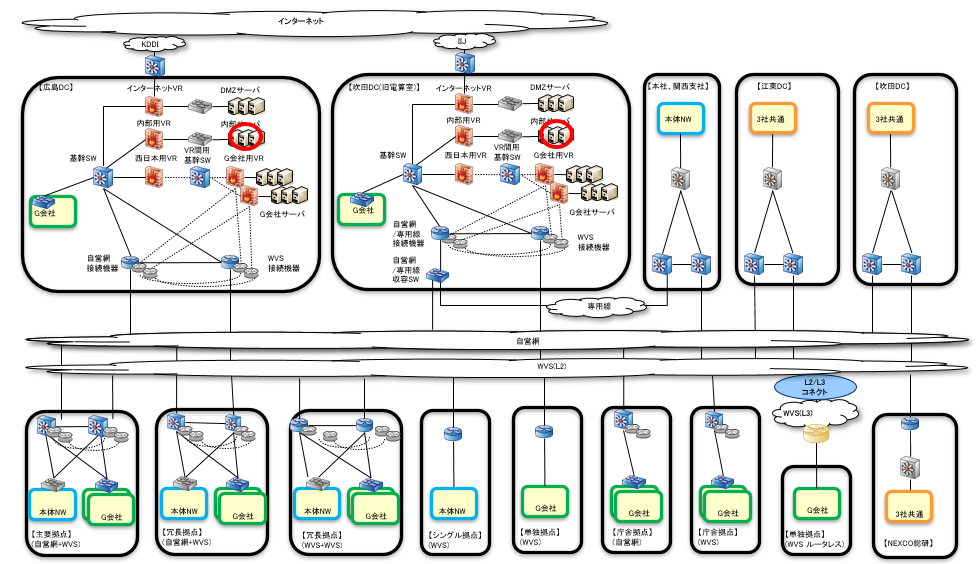 インターネット
KDDI
IIJ
【広島DC】
インターネットVR
DMZサーバ
内部用VR
内部サーバ
基幹SW
西日本用VR
VR間用
基幹SW
G会社用VR
G会社
G会社サーバ
自営網
接続機器
WVS
接続機器
【吹田DC(旧電算室)】
インターネットVR
DMZサーバ
内部用VR
内部サーバ
基幹SW
西日本用VR
VR間用
基幹SW
G会社用VR
G会社
G会社サーバ
自営網
/専用線
接続機器
WVS
接続機器
自営網
/専用線
収容SW
【本社、関西支社】
本体NW
【江東DC】
3社共通
【吹田DC】
3社共通
専用線
自営網
WVS(L2)
L2/L3
コネクト
WVS(L3)
本体NW
G会社
【主要拠点】
(自営網+WVS)
本体NW
G会社
【冗長拠点】
(自営網+WVS)
本体NW
G会社
【冗長拠点】
(WVS+WVS)
本体NW
【シングル拠点】
(WVS)
G会社
【単独拠点】
(WVS)
G会社
【庁舎拠点】
(自営網)
G会社
【庁舎拠点】
(WVS)
G会社
【単独拠点】
(WVS ルータレス)
3社共通
【NEXCO総研】